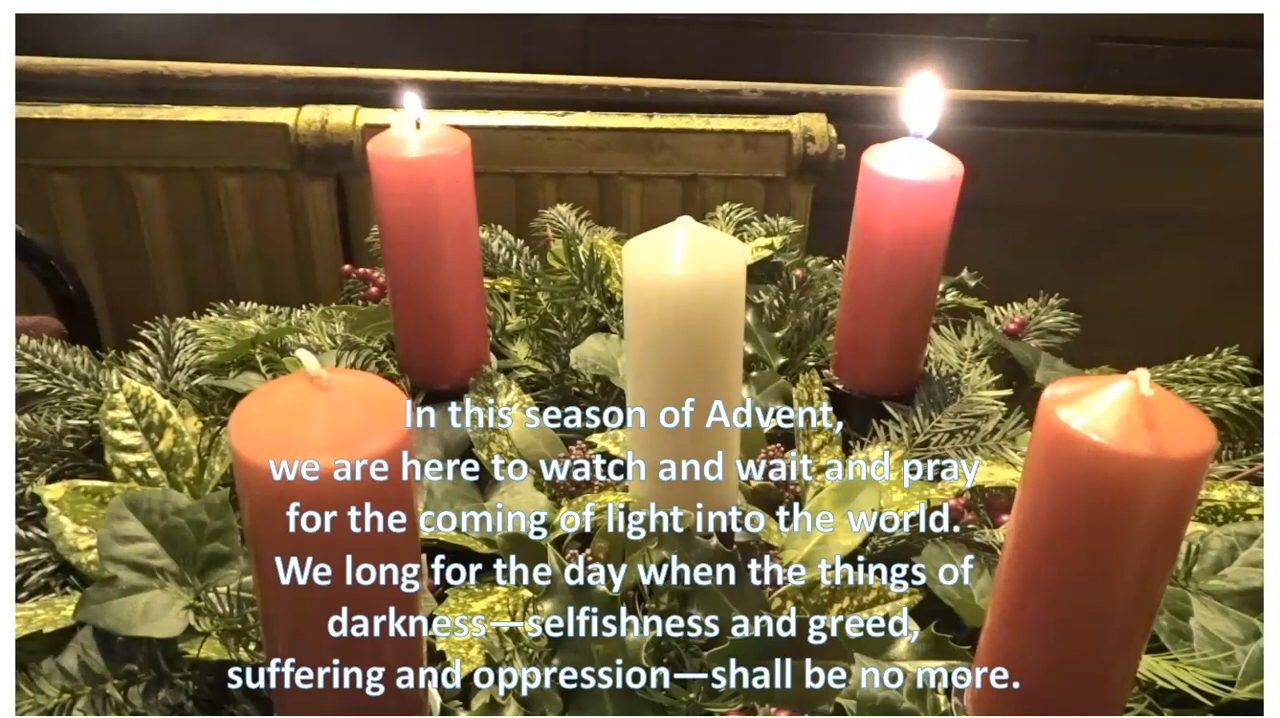 In this season of Advent,
we are here to watch and wait and pray
for the coming of light into the world.
We long for the day when the things of
darkness—selfishness and greed,
suffering and oppression—shall be no more.